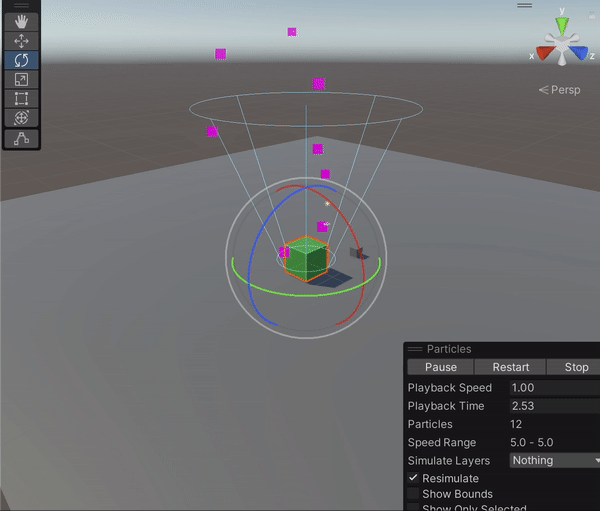 y
x
z
Persp
Particles
Pause Restart Stop
Playback Speed 1.00
Playback Time 2.53
Particles 12
Speed Range 5.0 - 5.0
Simulate Layers Nothing
Resimulate
Show Bounds
Show Only Selected